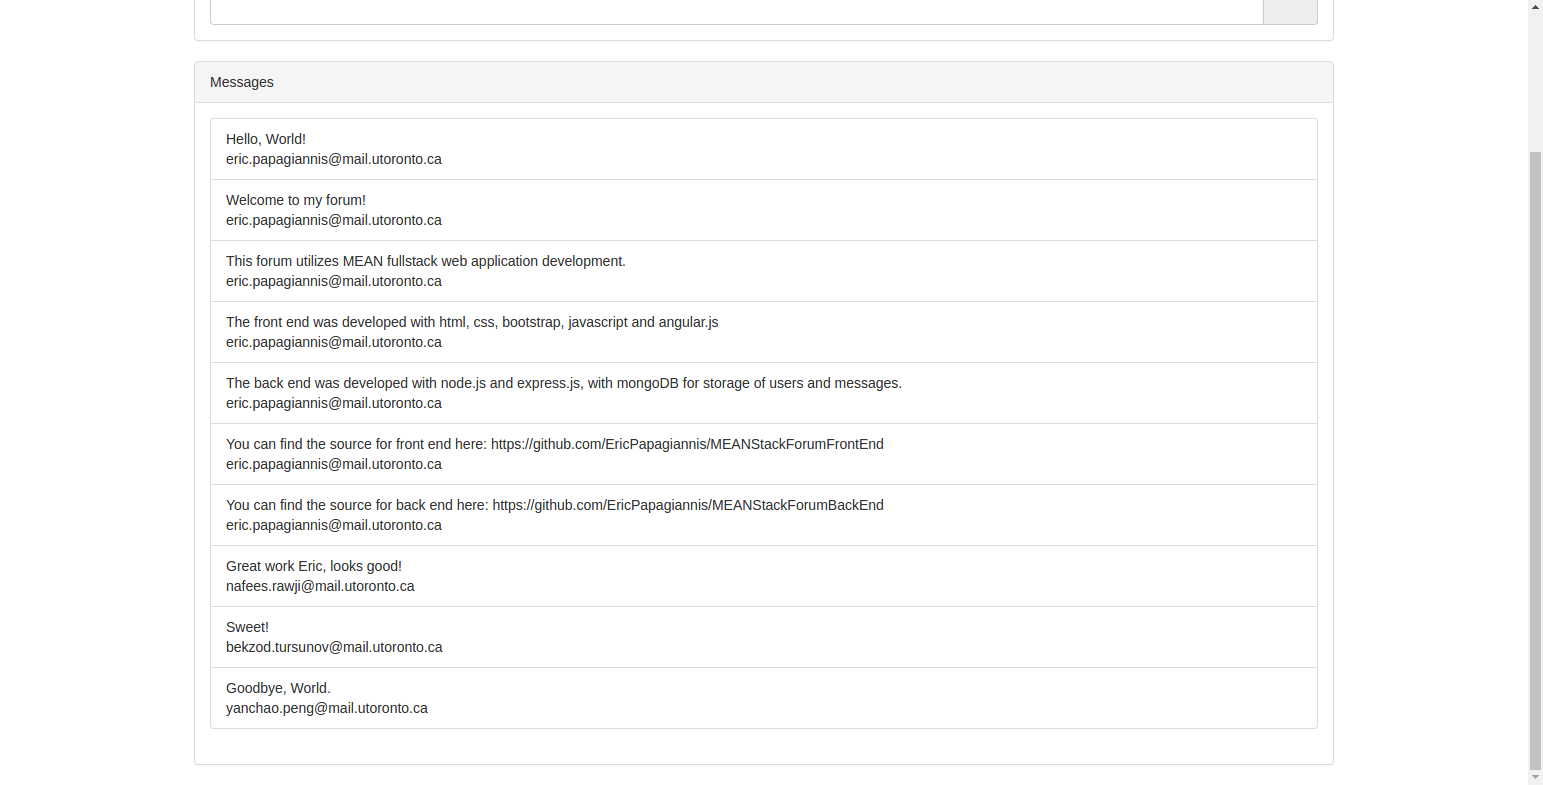 Messages
Hello, World!
eric.papagiannis@mail.utoronto.ca
Welcome to my forum!
eric.papagiannis@mail.utoronto.ca
This forum utilizes MEAN fullstack web application development.
eric.papagiannis@mail.utoronto.ca
The front end was developed with html, css, bootstrap, javascript and angular.js
eric.papagiannis@mail.utoronto.ca
The back end was developed with node.js and express.js, with mongoDB for storage of users and messages.
eric.papagiannis@mail.utoronto.ca
You can find the source for front end here: https://github.com/EricPapagiannis/MEANStackForumFrontEnd
eric.papagiannis@mail.utoronto.ca
You can find the source for back end here: https://github.com/EricPapagiannis/MEANStackForumBackEnd
eric.papagiannis@mail.utoronto.ca
Great work Eric, looks good!
nafees.rawji@mail.utoronto.ca
Sweet!
bekzod.tursunov@mail.utoronto.ca
Goodbye, World.
yanchao.peng@mail.utoronto.ca